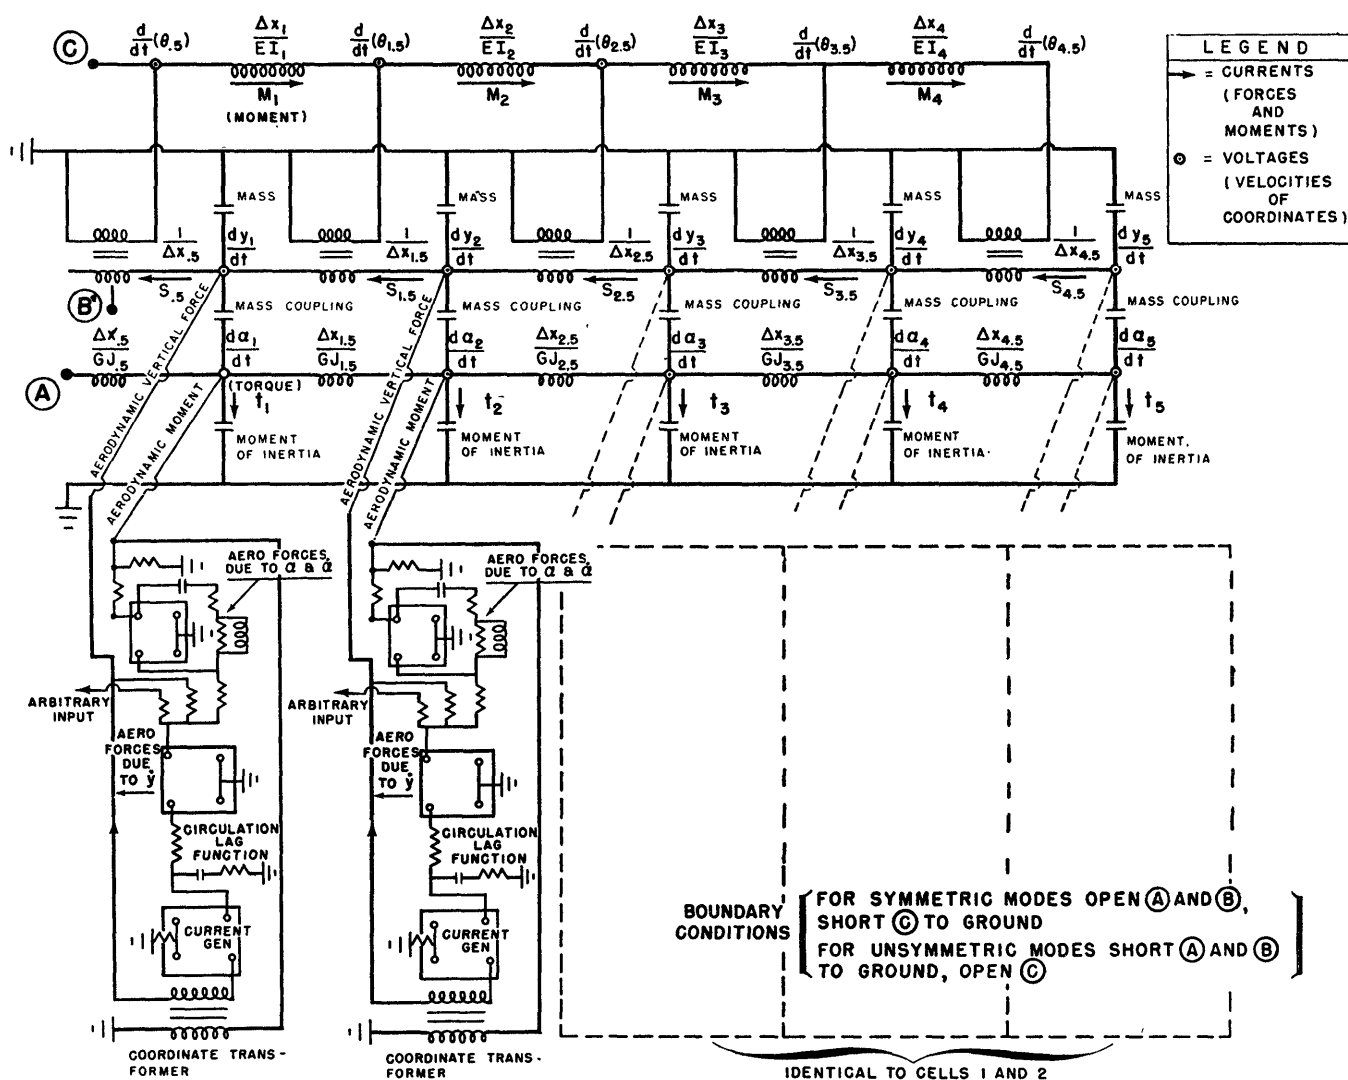 C
d/dt (θ.5)
Δx1/EI1
d/dt (θ1.5)
Δx2/EI2
d/dt (θ2.5)
Δx3/EI3
d/dt (θ3.5)
Δx4/EI4
d/dt (θ4.5)
M1
(MOMENT)
M2
M3
M4
LEGEND
→ = CURRENTS
(FORCES
AND
MOMENTS)
⊙ = VOLTAGES
(VELOCITIES
OF
COORDINATES)
MASS
MASS
MASS
MASS
MASS
1/Δx.5
dy1/dt
1/Δx1.5
dy2/dt
1/Δx2.5
dy3/dt
1/Δx3.5
dy4/dt
1/Δx4.5
dy5/dt
S.5
S1.5
S2.5
S3.5
S4.5
B
MASS COUPLING
MASS COUPLING
MASS COUPLING
MASS COUPLING
MASS COUPLING
Δx.5/GJ.5
dα1/dt
Δx1.5/GJ1.5
dα2/dt
Δx2.5/GJ2.5
dα3/dt
Δx3.5/GJ3.5
dα4/dt
Δx4.5/GJ4.5
dα5/dt
A
(TORQUE)
t1
t2
t3
t4
t5
MOMENT
OF INERTIA
MOMENT
OF INERTIA
MOMENT
OF INERTIA
MOMENT
OF INERTIA.
MOMENT.
OF INERTIA
AERODYNAMIC VERTICAL FORCE
AERODYNAMIC MOMENT
AERODYNAMIC VERTICAL FORCE
AERODYNAMIC MOMENT
AERO FORCES,
DUE TO α & α̇
AERO FORCES,
DUE TO α & α̇
ARBITRARY
INPUT
ARBITRARY
INPUT
AERO
FORCES
DUE
TO ẏ
AERO
FORCES
DUE
TO ẏ
CIRCULATION
LAG
FUNCTION
CIRCULATION
LAG
FUNCTION
CURRENT
GEN
CURRENT
GEN
COORDINATE TRANS-
FORMER
COORDINATE TRANS-
FORMER
BOUNDARY
CONDITIONS
FOR SYMMETRIC MODES OPEN A AND B,
SHORT C TO GROUND
FOR UNSYMMETRIC MODES SHORT A AND B
TO GROUND, OPEN C
IDENTICAL TO CELLS 1 AND 2